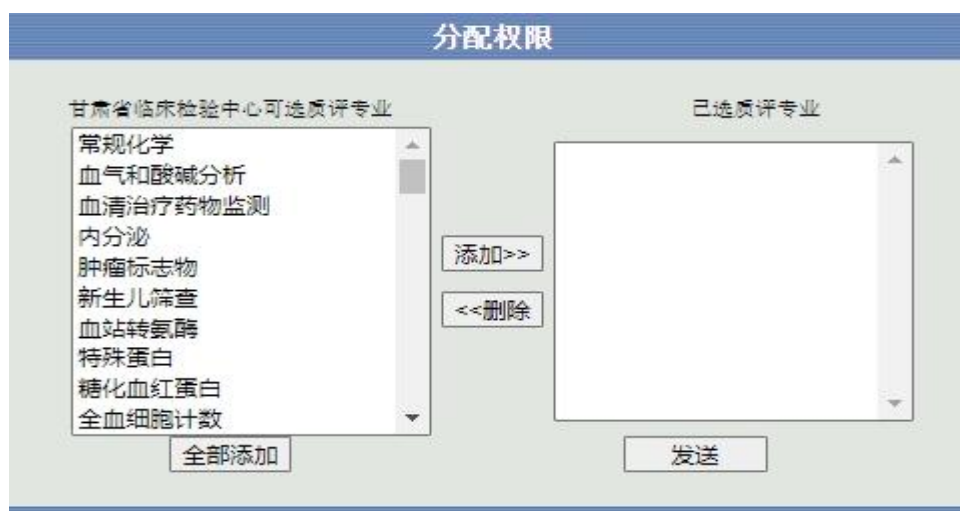 分配权限
甘肃省临床检验中心可选质评专业
已选质评专业
常规化学
血气和酸碱分析
血清治疗药物监测
内分泌
肿瘤标志物
新生儿筛查
血站转氨酶
特殊蛋白
糖化血红蛋白
全血细胞计数
添加>>
<<删除
全部添加
发送